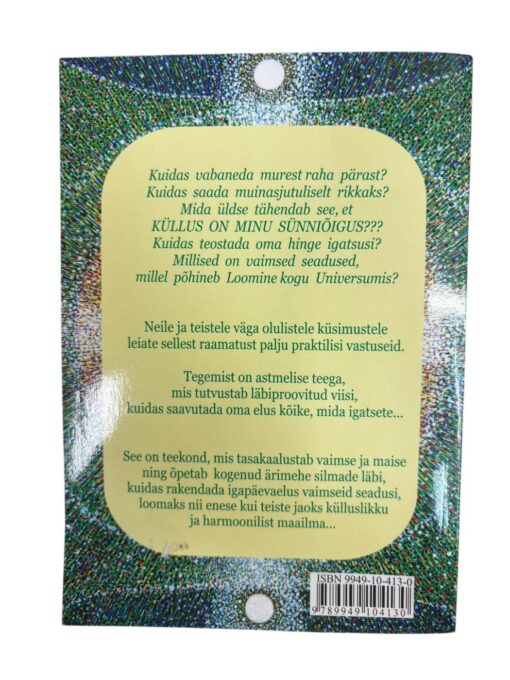 Kuidas vabaneda murest raha pärast?
Kuidas saada muinasjutuliselt rikkaks?
Mida üldse tähendab see, et
KÜLLUS ON MINU SÜNNIÕIGUS???
Kuidas teostada oma hinge igatsusi?
Millised on vaimsed seadused,
millel põhineb Loomine kogu Universumis?
Neile ja teistele väga olulistele küsimustele
leiate sellest raamatust palju praktilisi vastuseid.
Tegemist on astmelise teega,
mis tutvustab läbiproovitud viisi,
kuidas saavutada oma elus kõike, mida igatsete...
See on teekond, mis tasakaalustab vaimse ja maise
ning õpetab kogenud ärimehe silmade läbi,
kuidas rakendada igapäevaelus vaimseid seadusi,
loomaks nii enese kui teiste jaoks külluslikku
ja harmoonilist maailma...
ISBN 9949-10-413-0
9789949104130